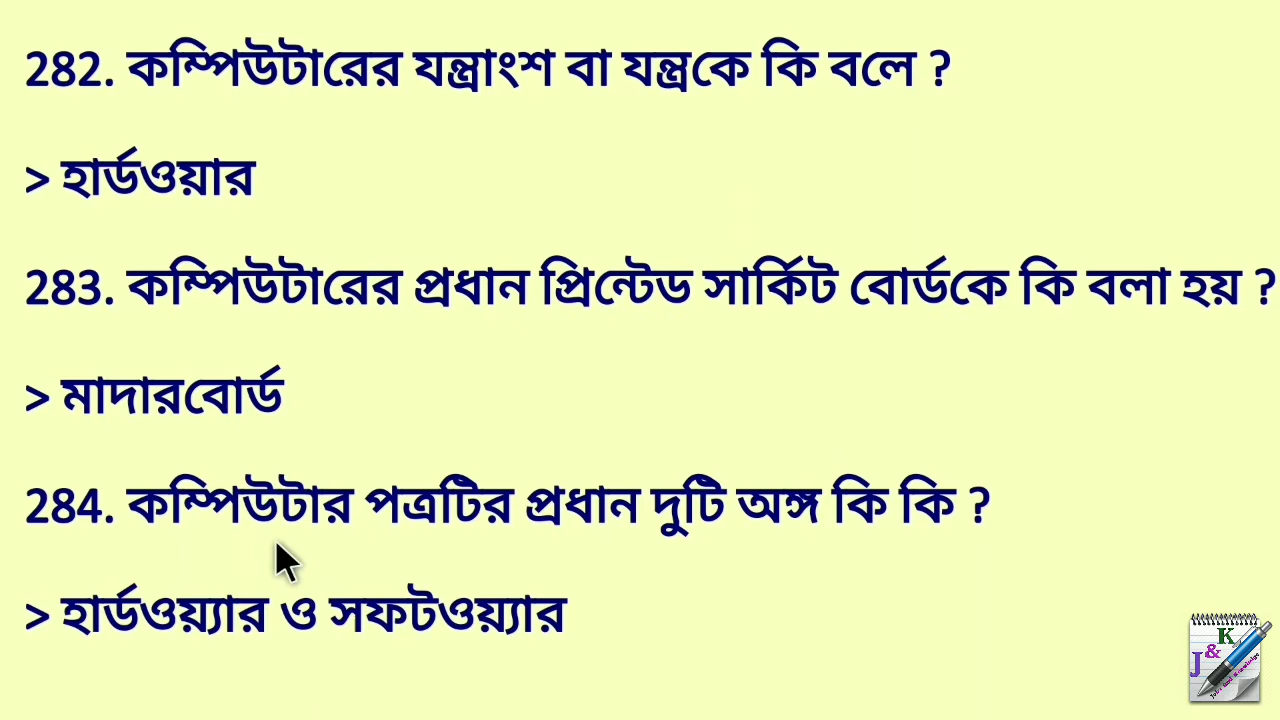 282. কম্পিউটারের যন্ত্রাংশ বা যন্ত্রকে কি বলে ?
> হার্ডওয়ার
283. কম্পিউটারের প্রধান প্রিন্টেড সার্কিট বোর্ডকে কি বলা হয় ?
> মাদারবোর্ড
284. কম্পিউটার পত্রটির প্রধান দুটি অঙ্গ কি কি ?
> হার্ডওয়্যার ও সফটওয়্যার
J & K